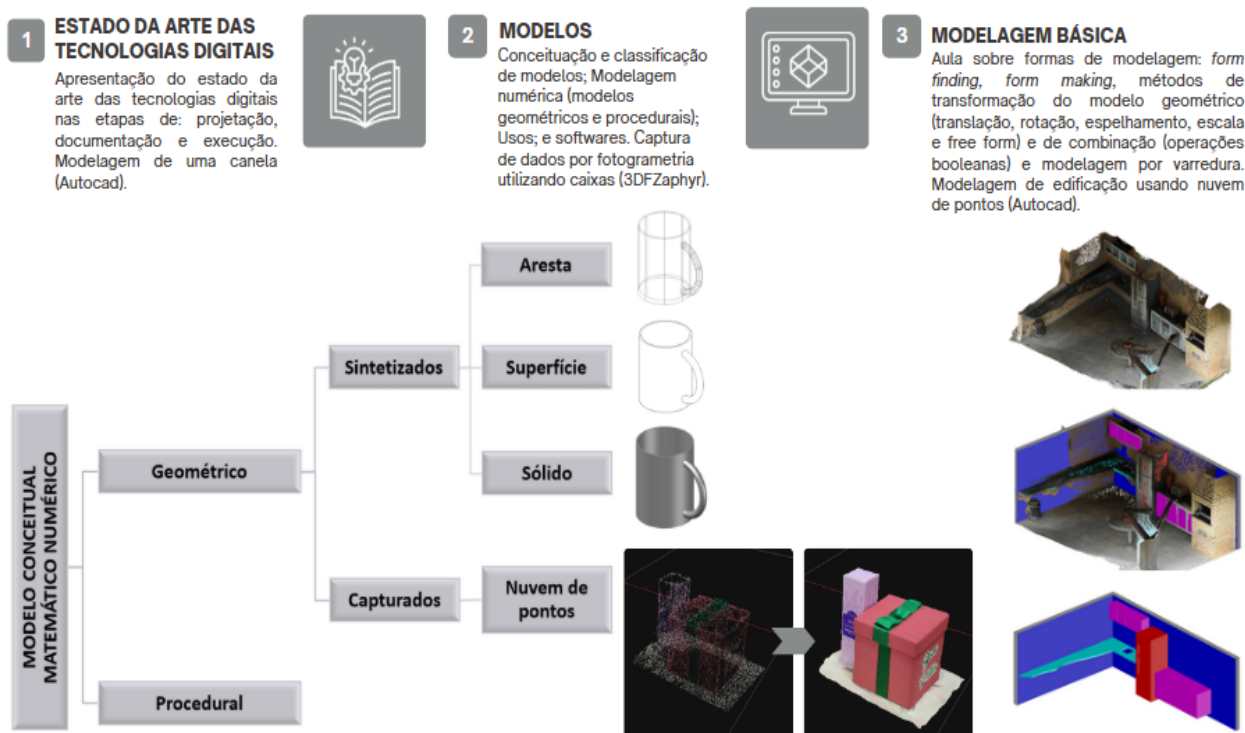 1
ESTADO DA ARTE DAS
TECNOLOGIAS DIGITAIS
Apresentação do estado da
arte das tecnologias digitais
nas etapas de: projetação,
documentação e execução.
Modelagem de uma canela
(Autocad).
2
MODELOS
Conceituação e classificação
de modelos; Modelagem
numérica (modelos
geométricos e procedurais);
Usos; e softwares. Captura
de dados por fotogrametria
utilizando caixas (3DFZaphyr).
3
MODELAGEM BÁSICA
Aula sobre formas de modelagem: form
finding, form making, métodos de
transformação do modelo geométrico
(translação, rotação, espelhamento, escala
e free form) e de combinação (operações
booleanas) e modelagem por varredura.
Modelagem de edificação usando nuvem
de pontos (Autocad).
MODELO CONCEITUAL
MATEMÁTICO NUMÉRICO
Geométrico
Procedural
Sintetizados
Capturados
Aresta
Superfície
Sólido
Nuvem de
pontos